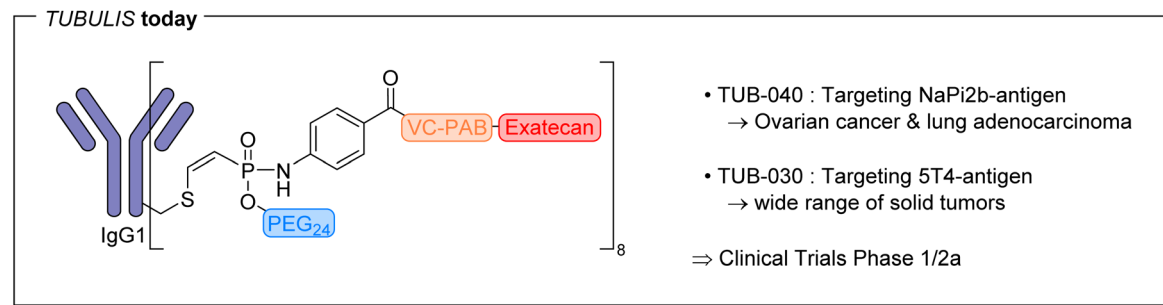 TUBULIS today
O
VC-PAB
Exatecan
O
P
N
H
S
O
PEG24
IgG1
8
• TUB-040 : Targeting NaPi2b-antigen
→ Ovarian cancer & lung adenocarcinoma
• TUB-030 : Targeting 5T4-antigen
→ wide range of solid tumors
⇒ Clinical Trials Phase 1/2a